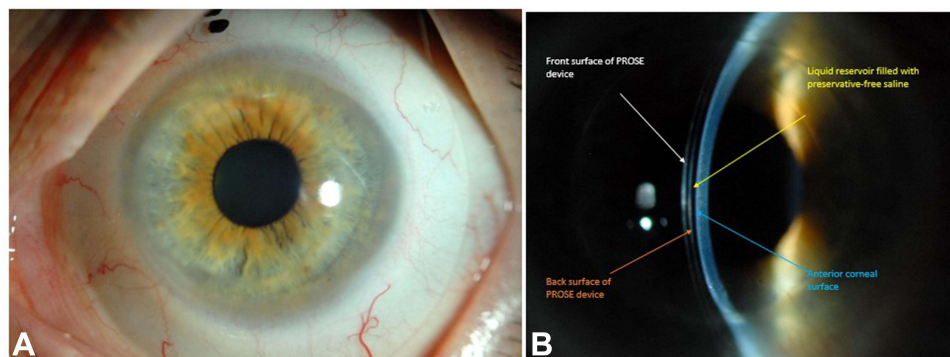 A
B
Front surface of PROSE
device
Liquid reservoir filled with
preservative-free saline
Back surface of
PROSE device
Anterior corneal
surface